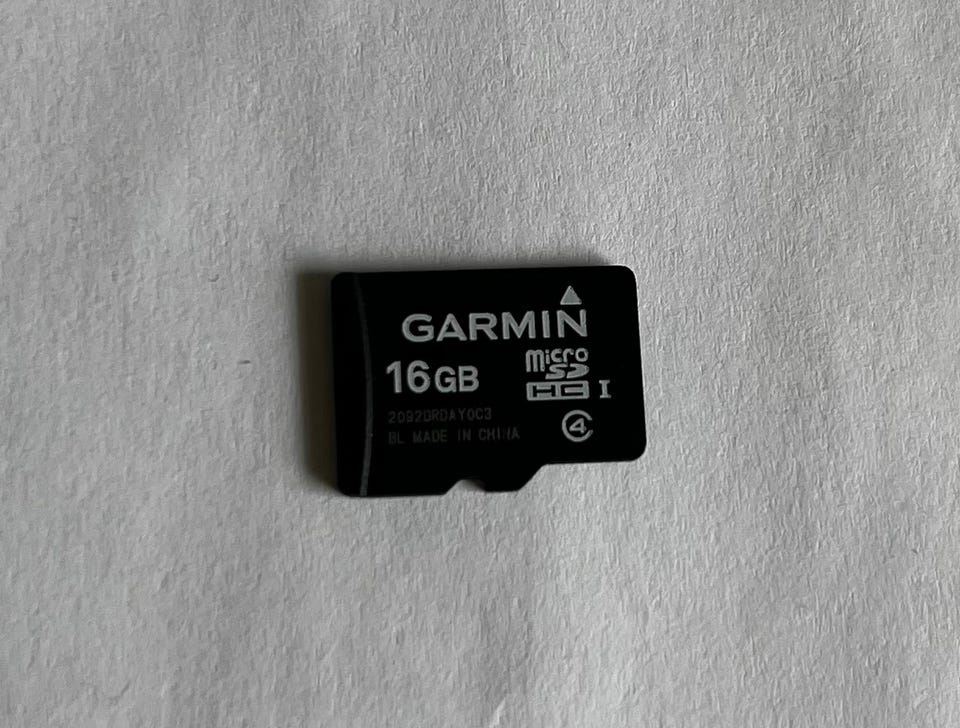 GARMIN
16GB
micro
SD
HC I
2092DRDAY0C3
4
BL MADE IN CHINA